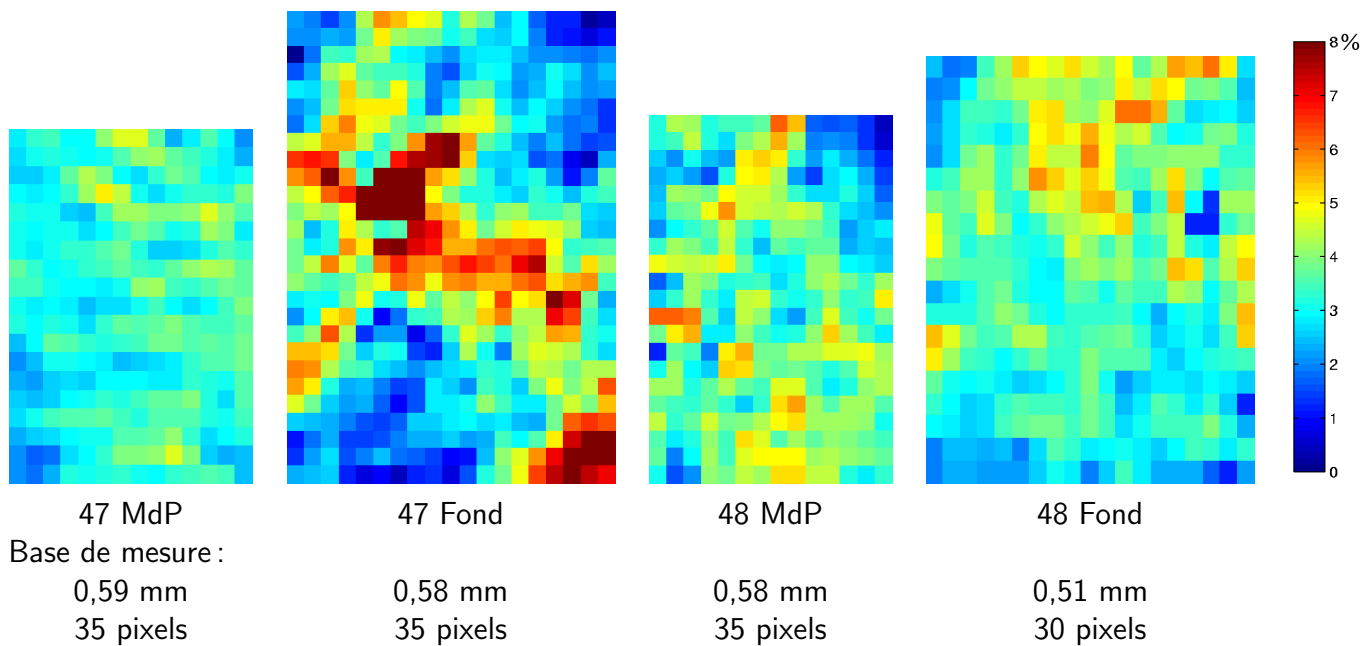 8%
7
6
5
4
3
2
1
0
47 MdP 47 Fond 48 MdP 48 Fond
Base de mesure :
0,59 mm 0,58 mm 0,58 mm 0,51 mm
35 pixels 35 pixels 35 pixels 30 pixels